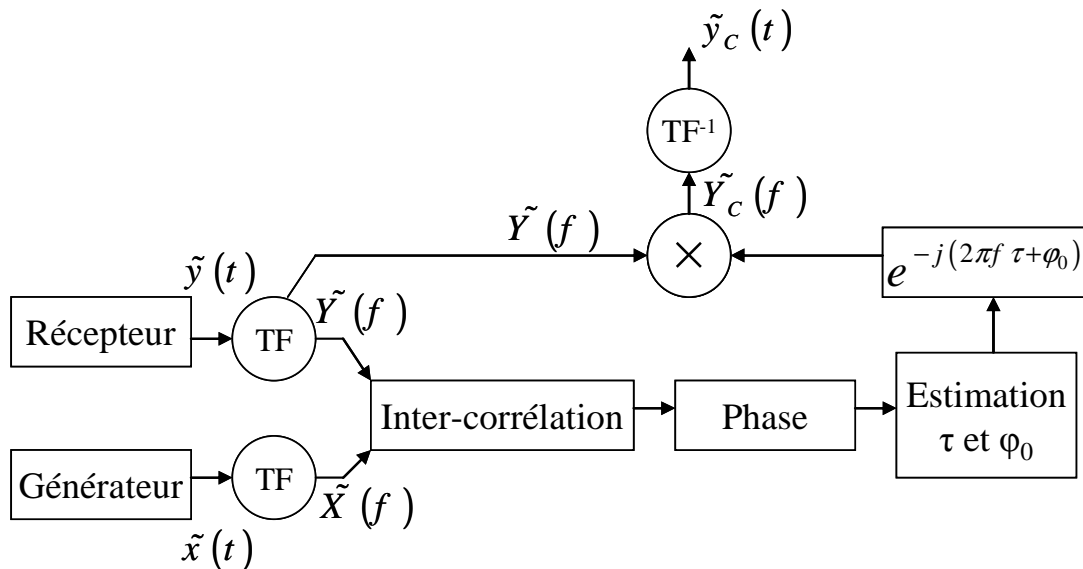 ỹ_C (t)
TF⁻¹
Ỹ_C (f)
Ỹ (f)
×
e^{-j(2πf τ+φ₀)}
ỹ (t)
Ỹ (f)
Récepteur
TF
Inter-corrélation
Phase
Estimation
τ et φ₀
Générateur
TF
X̃ (f)
x̃ (t)